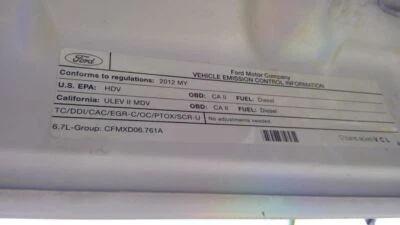 Ford
Ford Motor Company
VEHICLE EMISSION CONTROL INFORMATION
Conforms to regulations: 2012 MY
U.S. EPA: HDV OBD: CA II FUEL: Diesel
California: ULEV II MDV OBD: CA II FUEL: Diesel
TC/DDI/CAC/EGR-C/OC/PTOX/SCR-U No adjustments needed.
6.7L-Group: CFMXD06.761A